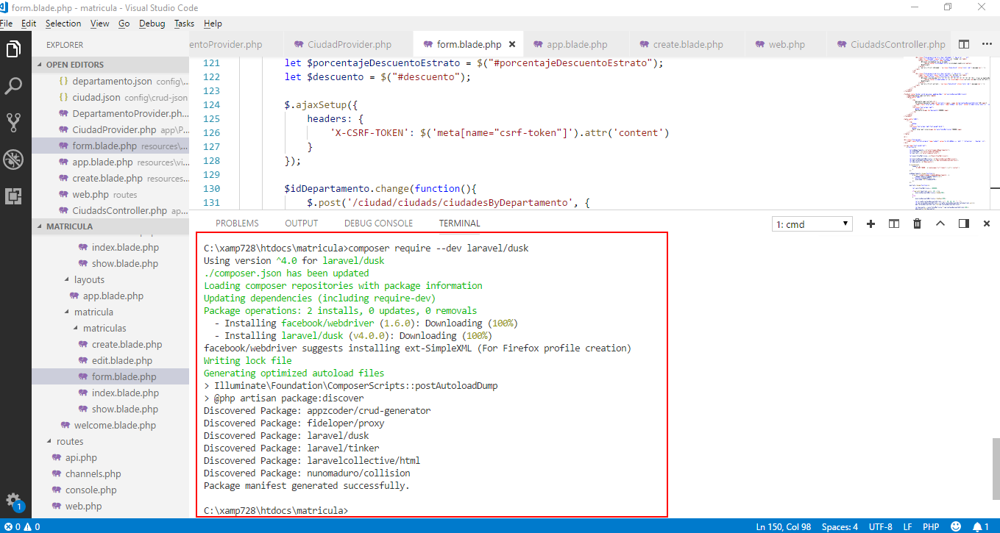 form.blade.php - matricula - Visual Studio Code
File Edit Selection View Go Debug Tasks Help
EXPLORER
OPEN EDITORS
{} departamento.json config\...
{} ciudad.json config\crud-json
DepartamentoProvider.ph...
CiudadProvider.php app\P...
form.blade.php resources\...
app.blade.php resources\vi...
create.blade.php resources...
web.php routes
CiudadsController.php ap...
MATRICULA
index.blade.php
show.blade.php
layouts
app.blade.php
matricula
matriculas
create.blade.php
edit.blade.php
form.blade.php
index.blade.php
show.blade.php
welcome.blade.php
routes
api.php
channels.php
console.php
web.php
1
entoProvider.php CiudadProvider.php form.blade.php app.blade.php create.blade.php web.php CiudadsController.php
121 let $porcentajeDescuentoEstrato = $("#porcentajeDescuentoEstrato");
122 let $descuento = $("#descuento");
123
124 $.ajaxSetup({
125 headers: {
126 'X-CSRF-TOKEN': $('meta[name="csrf-token"]').attr('content')
127 }
128 });
129
130 $idDepartamento.change(function(){
131 $.post('/ciudad/ciudads/ciudadesByDepartamento', {
PROBLEMS OUTPUT DEBUG CONSOLE TERMINAL 1: cmd
C:\xamp728\htdocs\matricula>composer require --dev laravel/dusk
Using version ^4.0 for laravel/dusk
./composer.json has been updated
Loading composer repositories with package information
Updating dependencies (including require-dev)
Package operations: 2 installs, 0 updates, 0 removals
- Installing facebook/webdriver (1.6.0): Downloading (100%)
- Installing laravel/dusk (v4.0.0): Downloading (100%)
facebook/webdriver suggests installing ext-SimpleXML (For Firefox profile creation)
Writing lock file
Generating optimized autoload files
> Illuminate\Foundation\ComposerScripts::postAutoloadDump
> @php artisan package:discover
Discovered Package: appzcoder/crud-generator
Discovered Package: fideloper/proxy
Discovered Package: laravel/dusk
Discovered Package: laravel/tinker
Discovered Package: laravelcollective/html
Discovered Package: nunomaduro/collision
Package manifest generated successfully.
C:\xamp728\htdocs\matricula>
0 0 Ln 150, Col 98 Spaces: 4 UTF-8 LF PHP 1